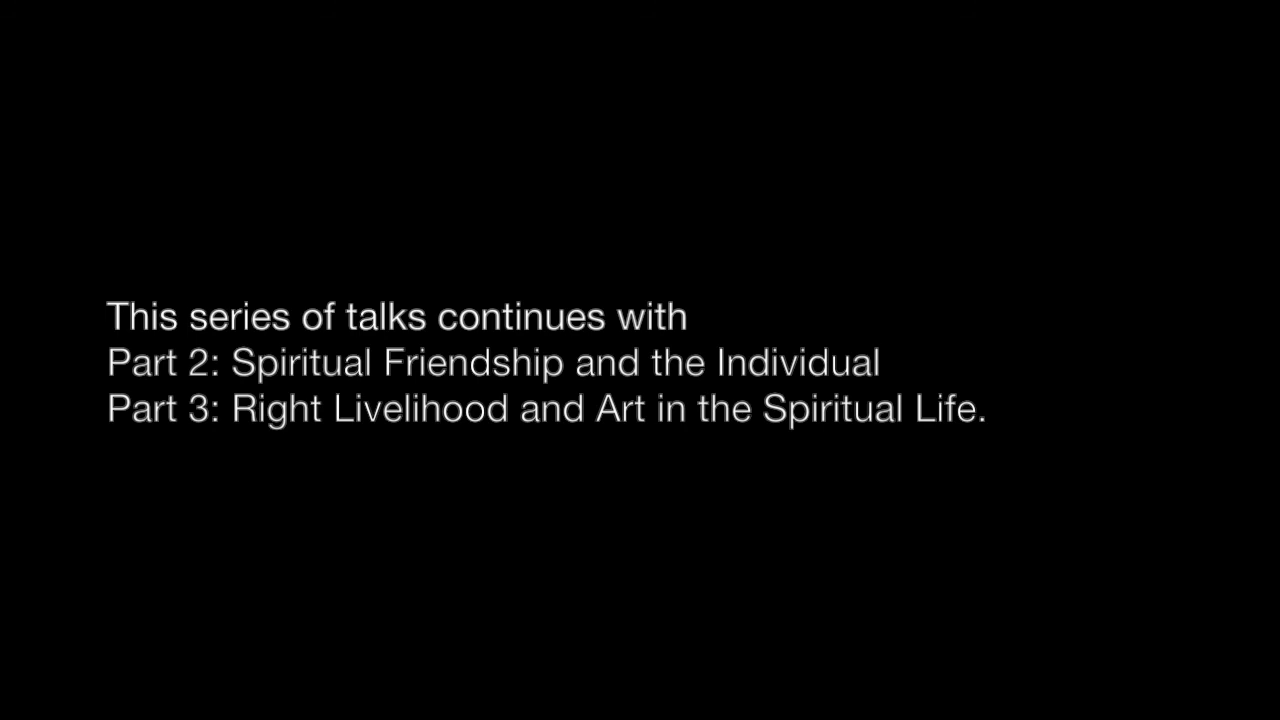 This series of talks continues with
Part 2: Spiritual Friendship and the Individual
Part 3: Right Livelihood and Art in the Spiritual Life.